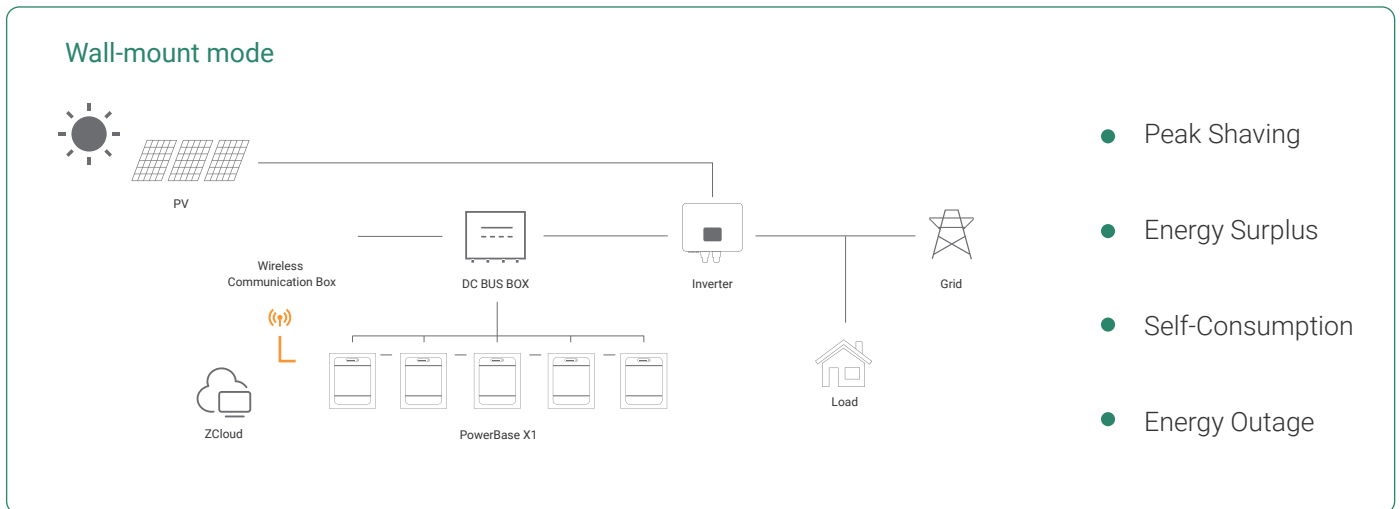 Wall-mount mode
PV
Wireless
Communication Box
DC BUS BOX
Inverter
Grid
ZCloud
PowerBase X1
Load
Peak Shaving
Energy Surplus
Self-Consumption
Energy Outage